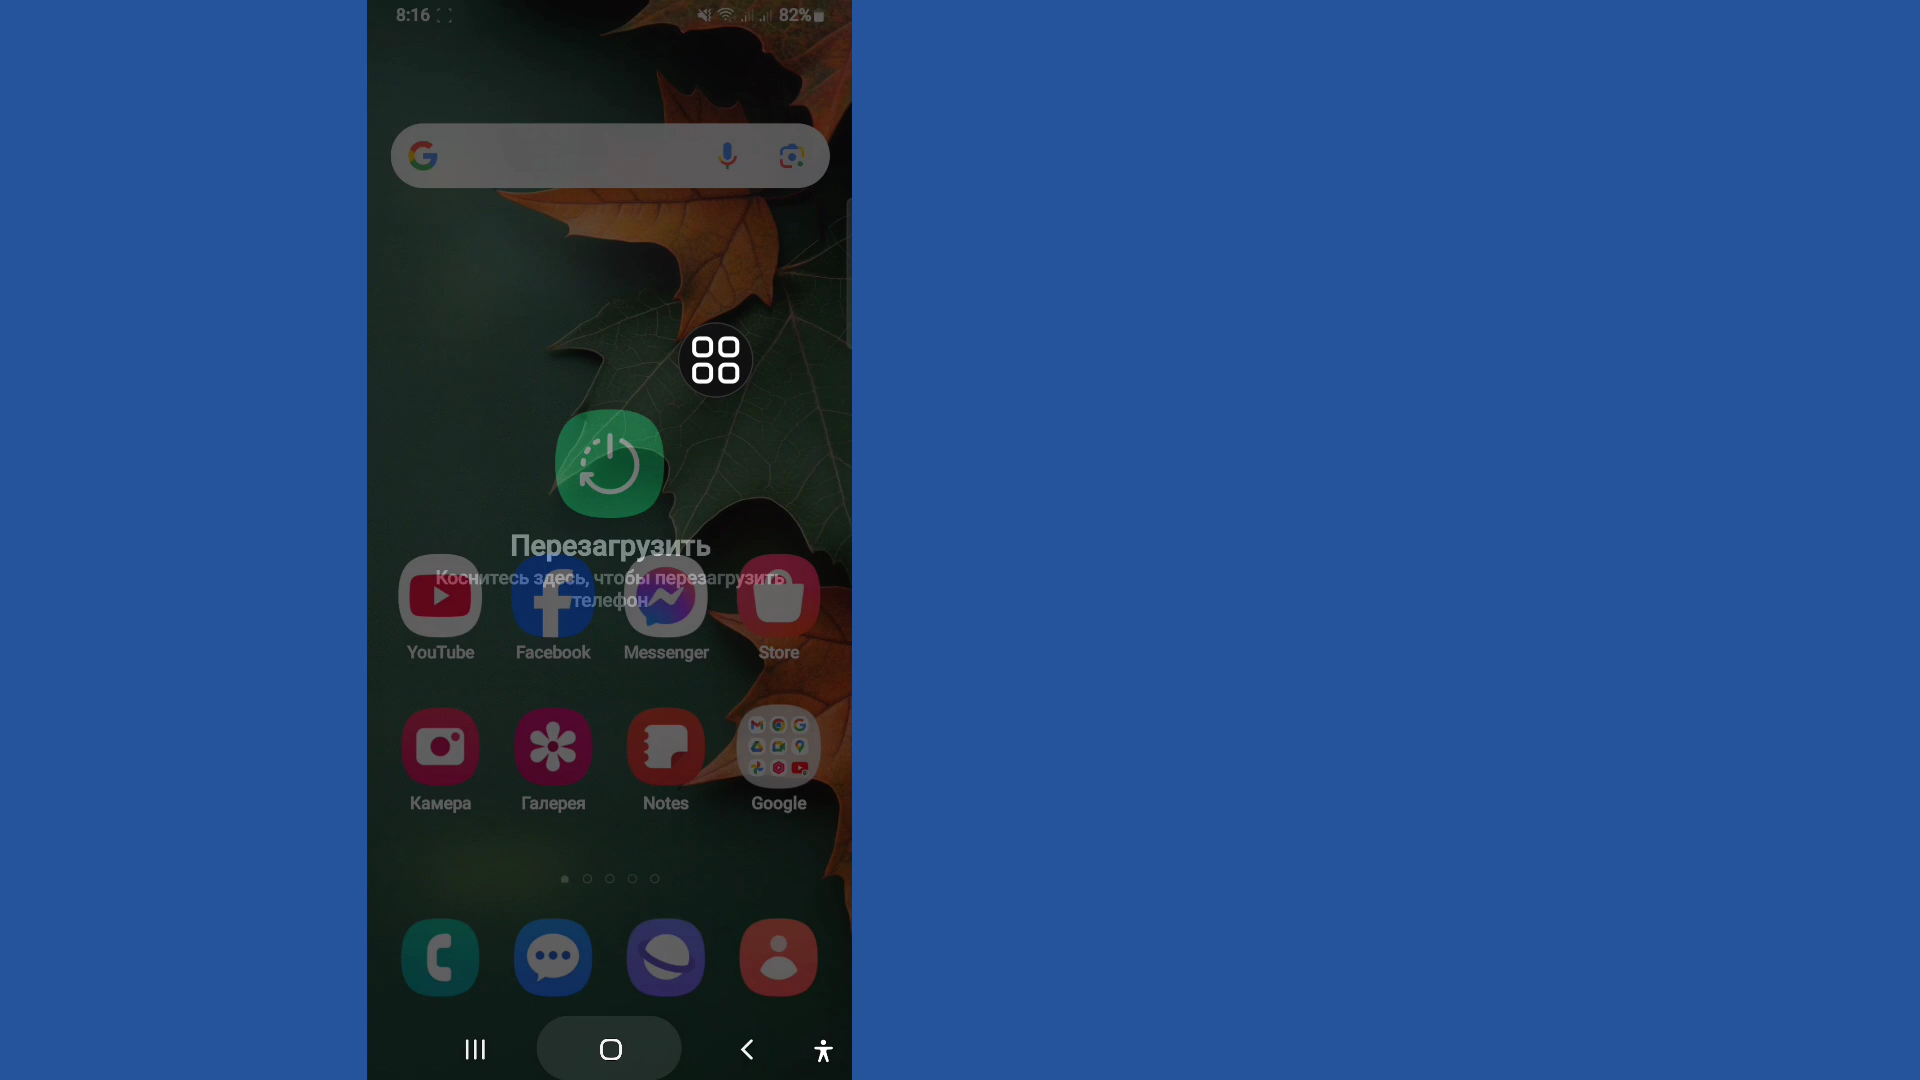 8:16
82%
Перезагрузить
Коснитесь здесь, чтобы перезагрузить
телефон
YouTube
Facebook
Messenger
Store
Камера
Галерея
Notes
Google